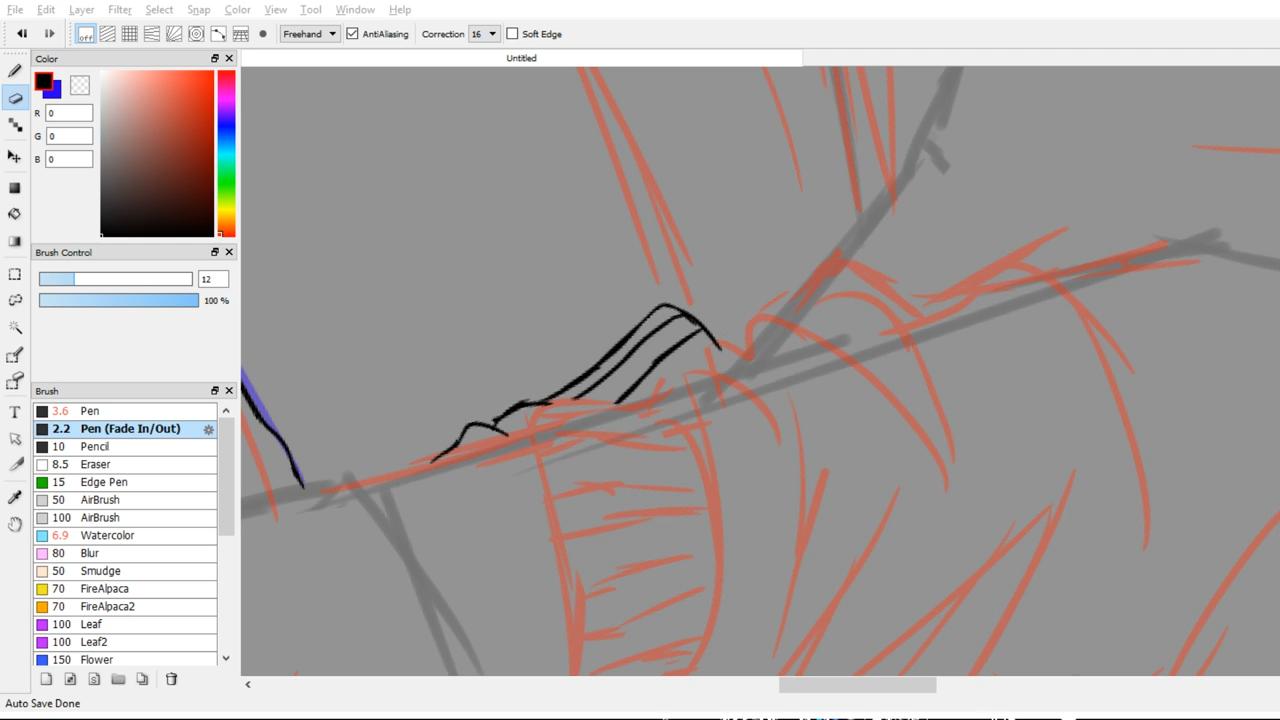 File Edit Layer Filter Select Snap Color View Tool Window Help
off Freehand AntiAliasing Correction 16 Soft Edge
Untitled
Color
R 0
G 0
B 0
Brush Control
12
100 %
Brush
3.6 Pen
2.2 Pen (Fade In/Out)
10 Pencil
8.5 Eraser
15 Edge Pen
50 AirBrush
100 AirBrush
6.9 Watercolor
80 Blur
50 Smudge
70 FireAlpaca
70 FireAlpaca2
100 Leaf
100 Leaf2
150 Flower
Auto Save Done